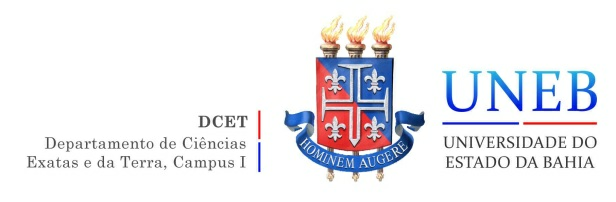 DCET
Departamento de Ciências
Exatas e da Terra, Campus I
HOMINEM AUGERE
UNEB
UNIVERSIDADE DO
ESTADO DA BAHIA